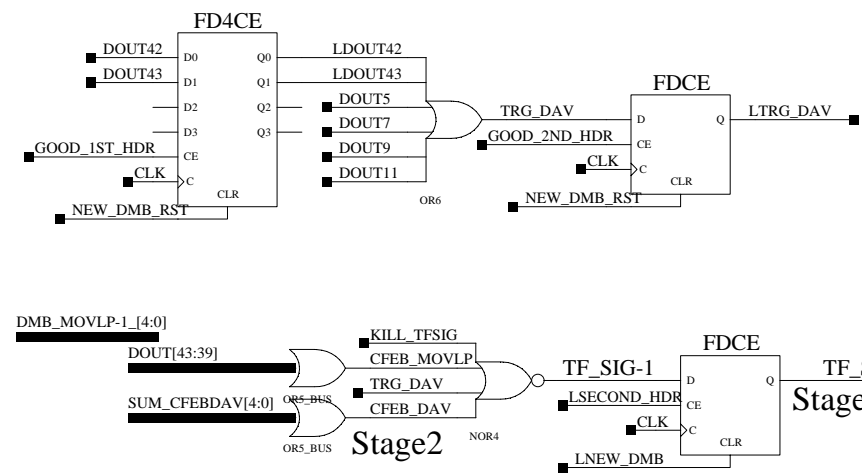 FD4CE
DOUT42 D0 Q0 LDOUT42
DOUT43 D1 Q1 LDOUT43
D2 Q2 DOUT5
D3 Q3 DOUT7
GOOD_1ST_HDR CE DOUT9
CLK C DOUT11
CLR
NEW_DMB_RST
OR6
FDCE
TRG_DAV D Q LTRG_DAV
GOOD_2ND_HDR CE
CLK C
CLR
NEW_DMB_RST
DMB_MOVLP-1_[4:0]
DOUT[43:39]
OR5_BUS
SUM_CFEBDAV[4:0]
OR5_BUS
KILL_TFSIG
CFEB_MOVLP
TRG_DAV
CFEB_DAV
Stage2
NOR4
FDCE
TF_SIG-1 D Q
LSECOND_HDR CE
CLK C
CLR
LNEW_DMB